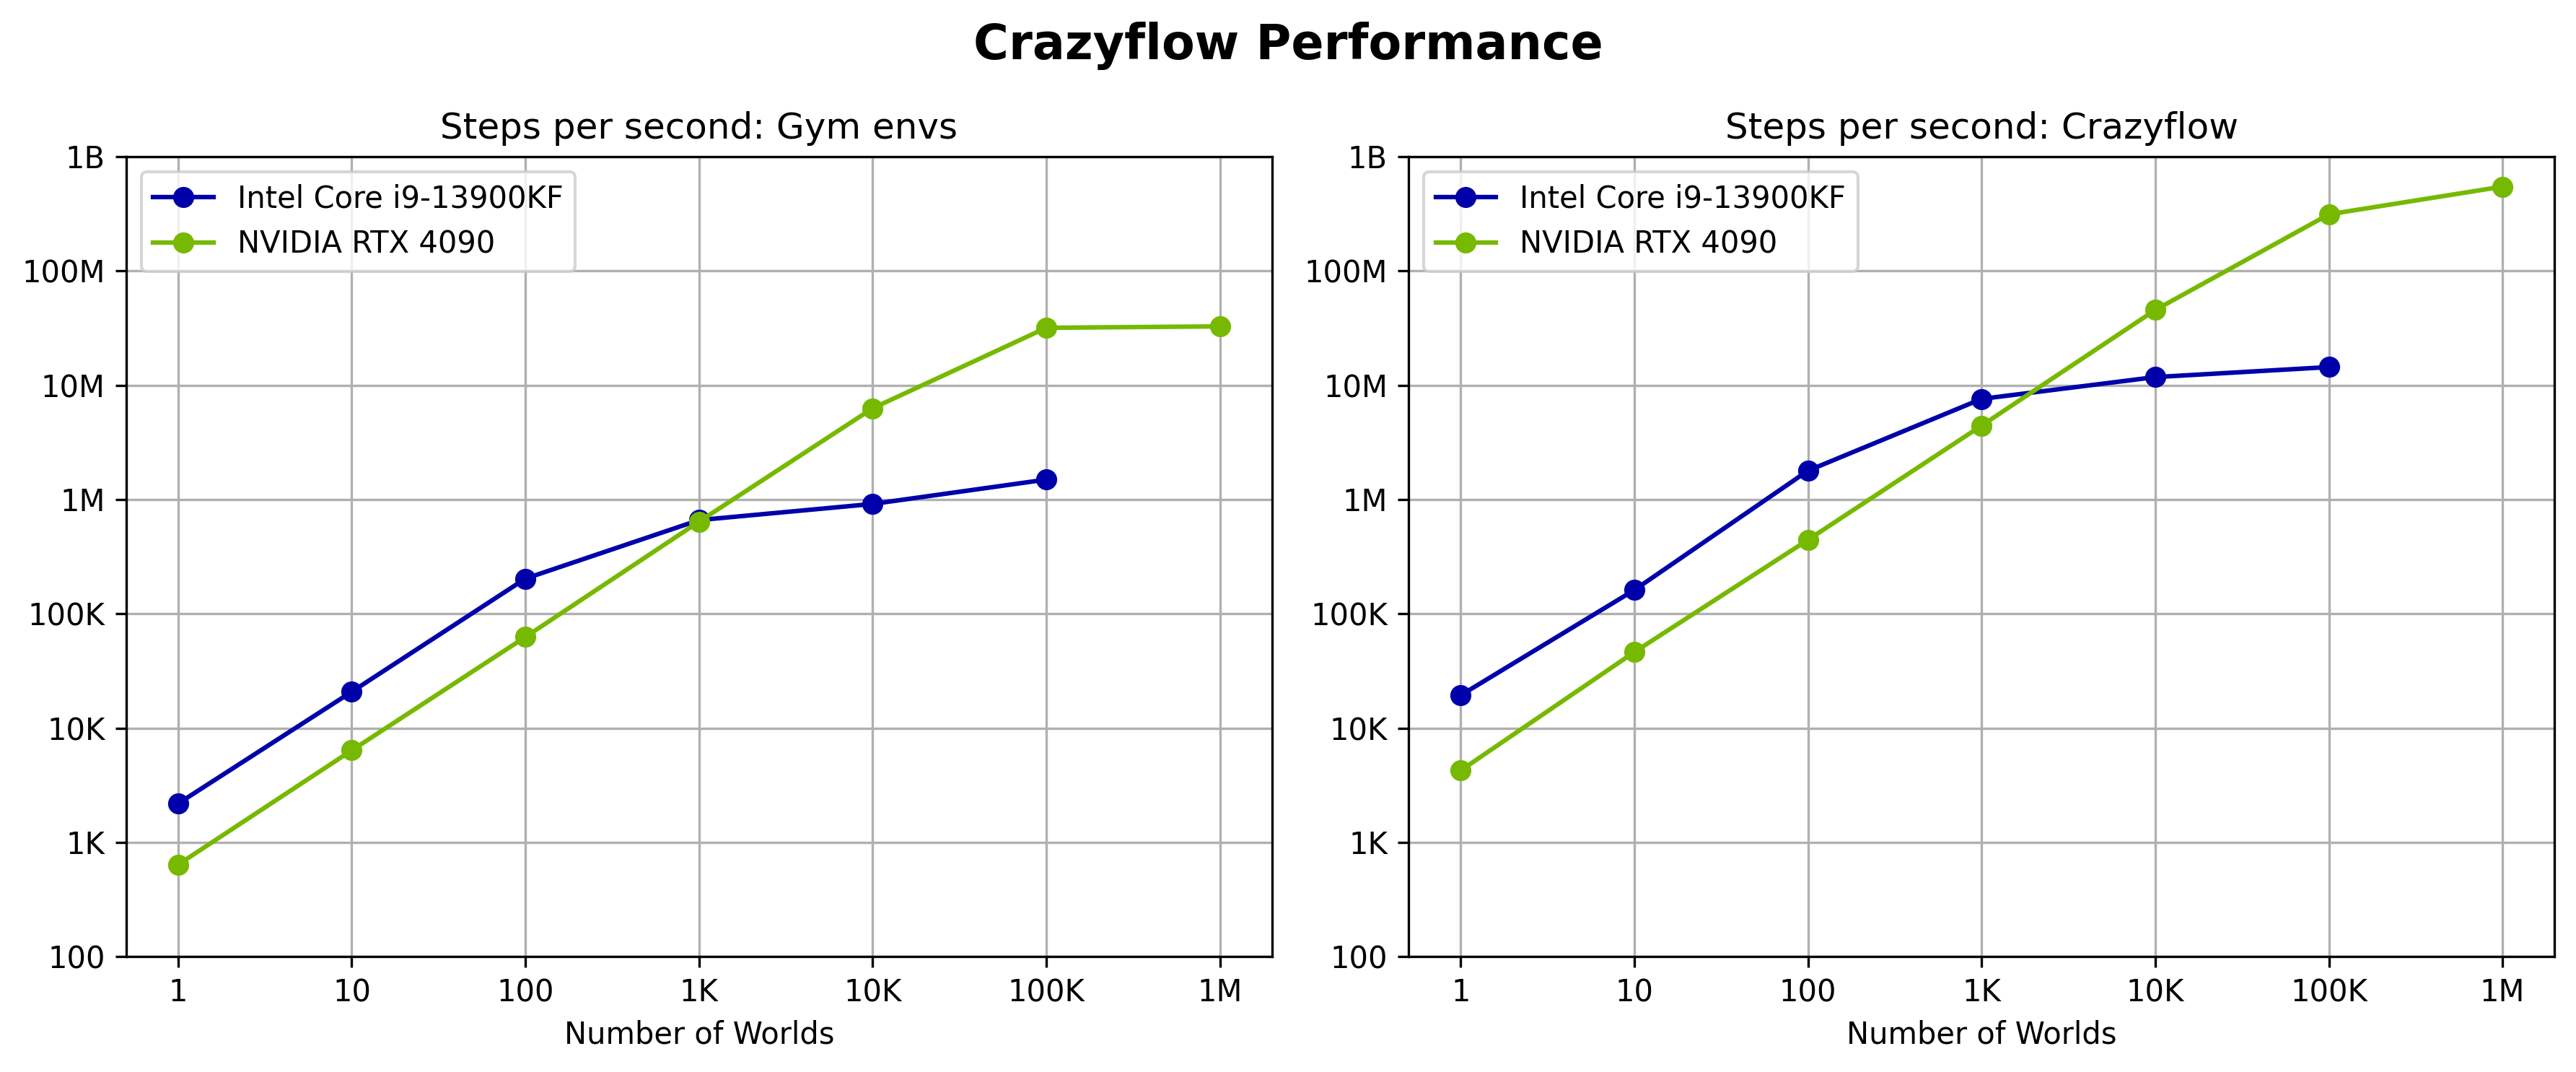 Crazyflow Performance
Steps per second: Gym envs
1B
100M
10M
1M
100K
10K
1K
100
Intel Core i9-13900KF
NVIDIA RTX 4090
1 10 100 1K 10K 100K 1M
Number of Worlds
Steps per second: Crazyflow
1B
100M
10M
1M
100K
10K
1K
100
Intel Core i9-13900KF
NVIDIA RTX 4090
1 10 100 1K 10K 100K 1M
Number of Worlds